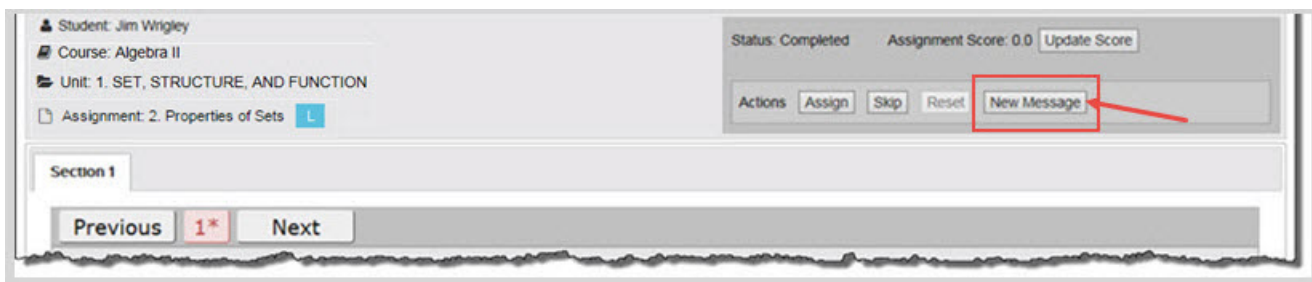 Student: Jim Wrigley
Course: Algebra II
Unit: 1. SET, STRUCTURE, AND FUNCTION
Assignment: 2. Properties of Sets L
Status: Completed Assignment Score: 0.0 Update Score
Actions Assign Skip Reset New Message
Section 1
Previous 1* Next